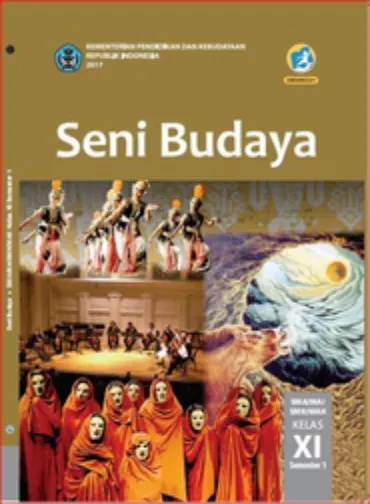 KEMENTERIAN PENDIDIKAN DAN KEBUDAYAAN
REPUBLIK INDONESIA
2017
Seni Budaya
SMA/MA/
SMK/MAK
KELAS
XI
Semester 1